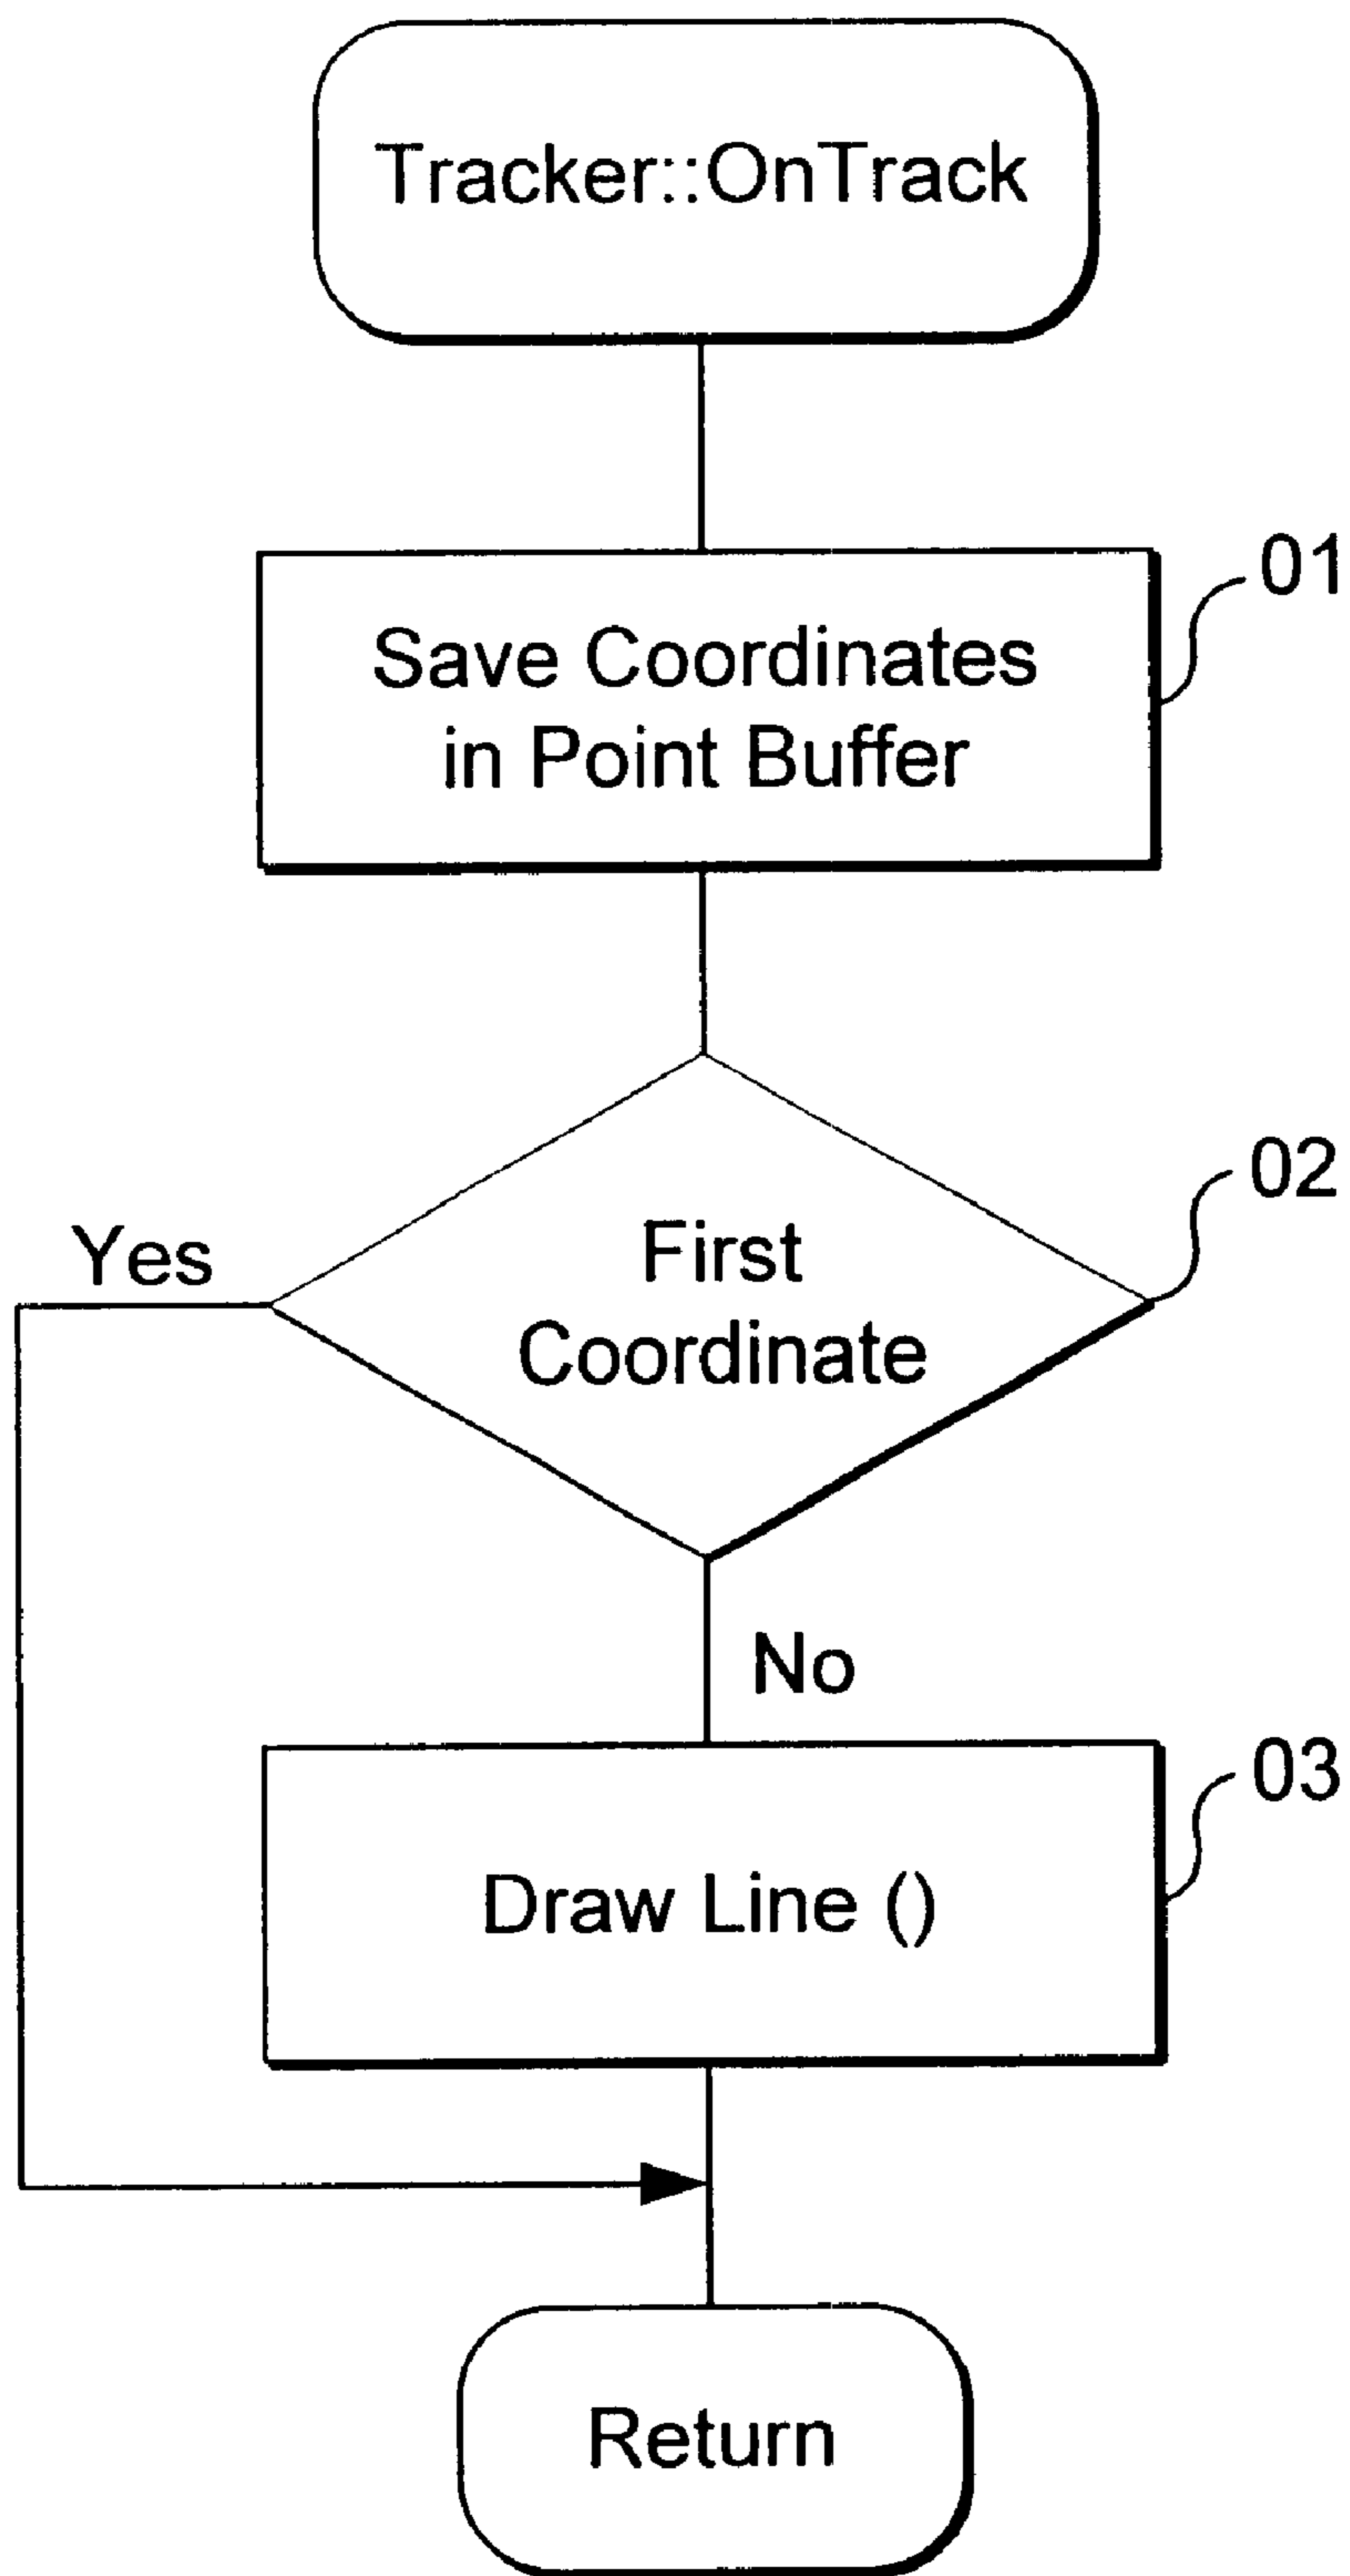 Tracker::OnTrack
01
Save Coordinates
in Point Buffer
02
Yes
First
Coordinate
No
03
Draw Line ()
Return